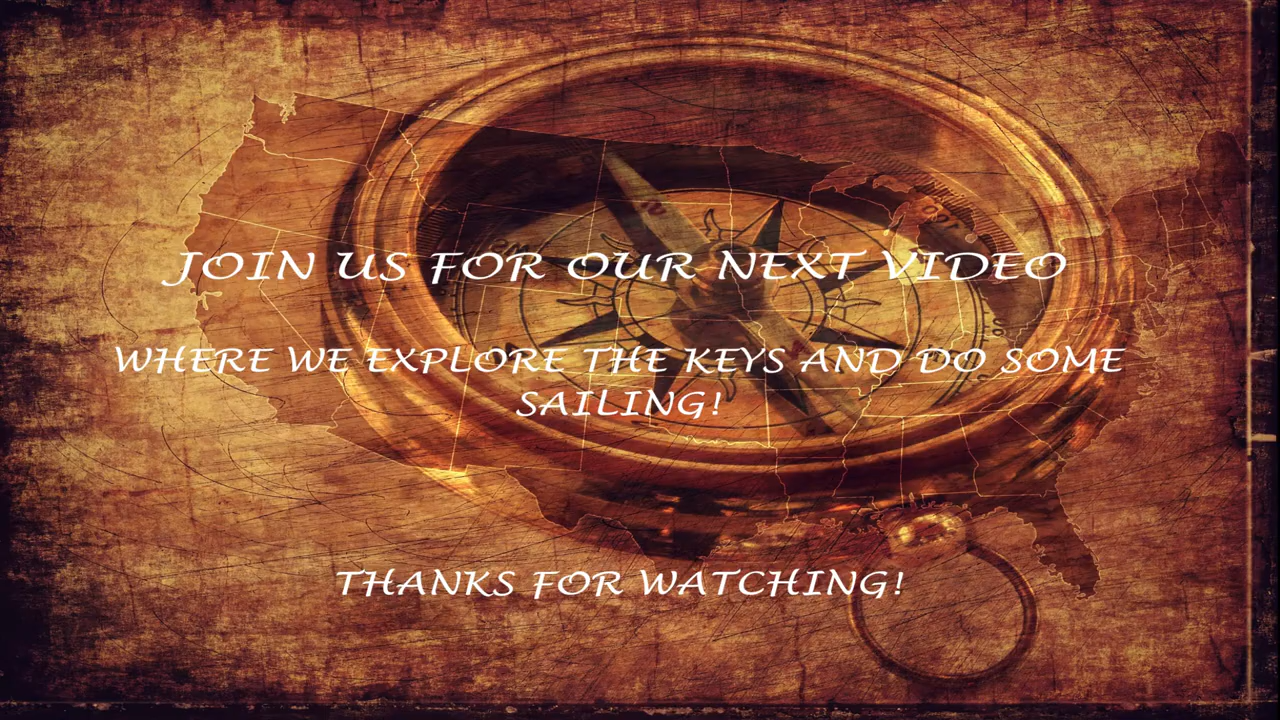 JOIN US FOR OUR NEXT VIDEO
WHERE WE EXPLORE THE KEYS AND DO SOME
SAILING!
THANKS FOR WATCHING!